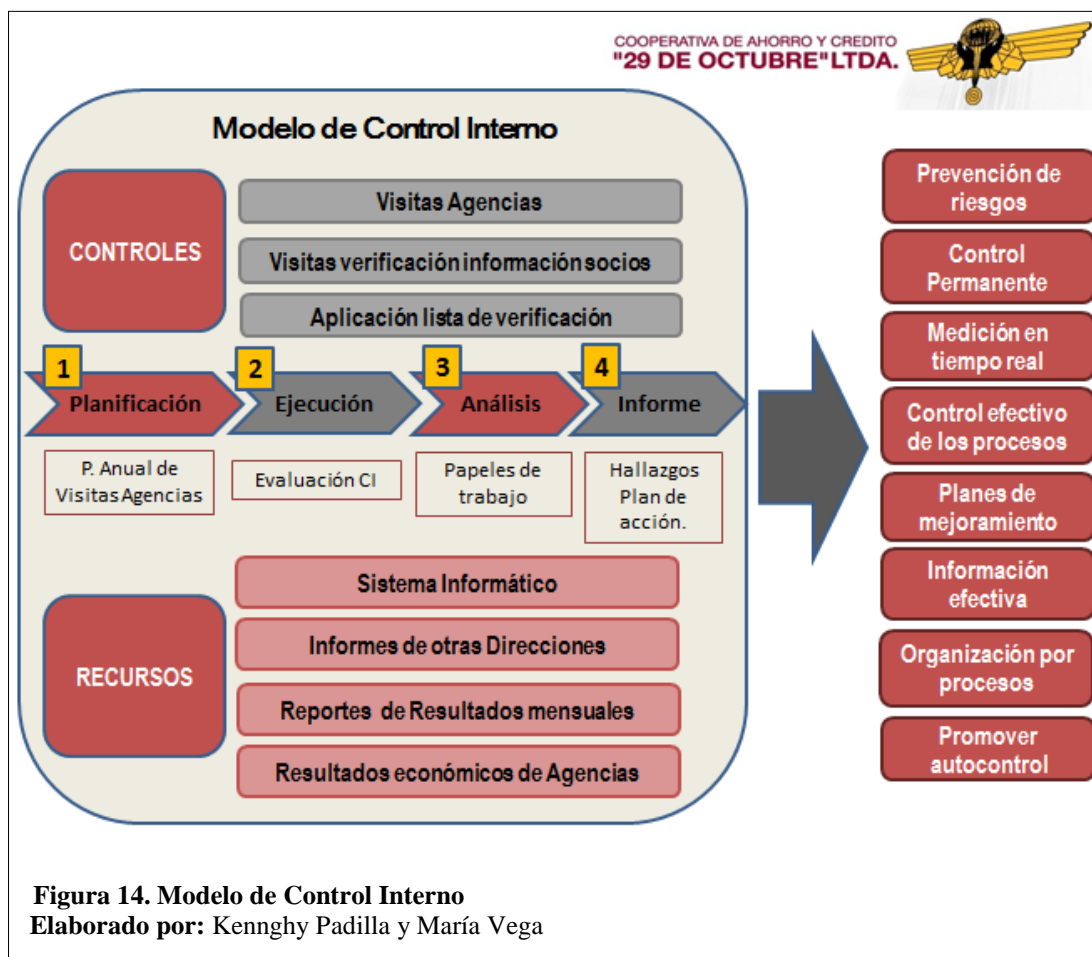 COOPERATIVA DE AHORRO Y CREDITO
"29 DE OCTUBRE"LTDA.
Modelo de Control Interno
CONTROLES
Visitas Agencias
Visitas verificación información socios
Aplicación lista de verificación
1
Planificación
2
Ejecución
3
Análisis
4
Informe
P. Anual de
Visitas Agencias
Evaluación CI
Papeles de
trabajo
Hallazgos
Plan de
acción.
RECURSOS
Sistema Informático
Informes de otras Direcciones
Reportes de Resultados mensuales
Resultados económicos de Agencias
Prevención de
riesgos
Control
Permanente
Medición en
tiempo real
Control efectivo
de los procesos
Planes de
mejoramiento
Información
efectiva
Organización por
procesos
Promover
autocontrol
Figura 14. Modelo de Control Interno
Elaborado por: Kennghy Padilla y María Vega